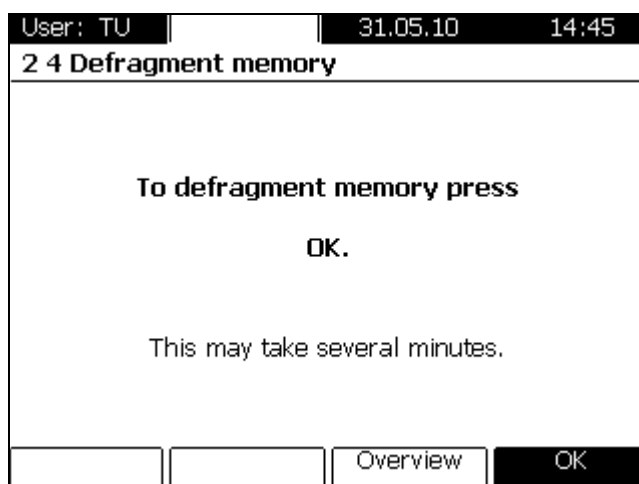 User: TU 31.05.10 14:45
2 4 Defragment memory
To defragment memory press
OK.
This may take several minutes.
Overview OK